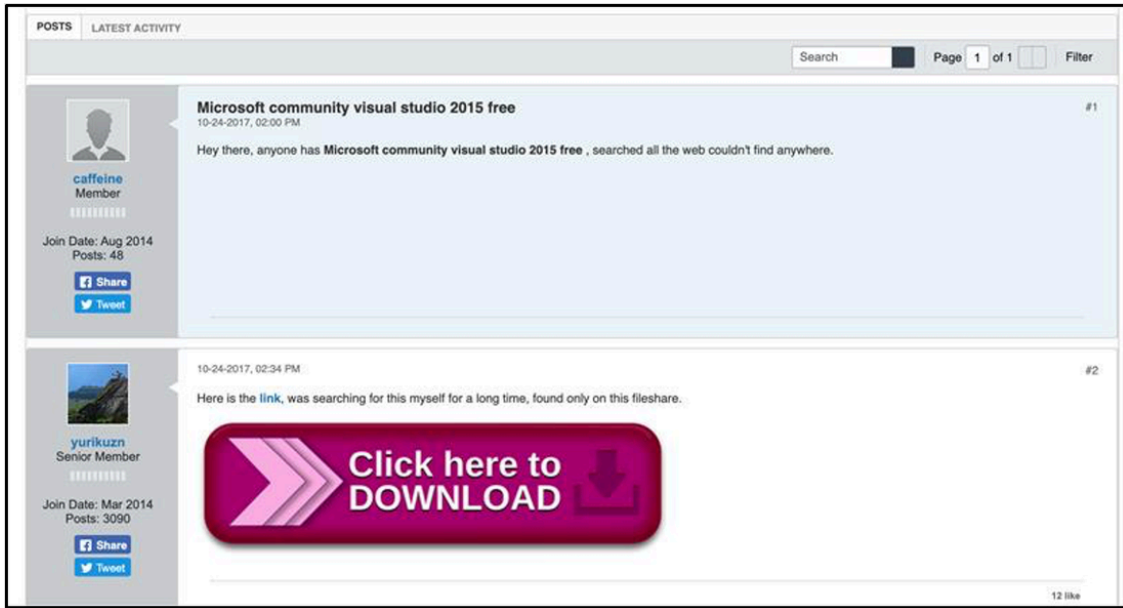 POSTS LATEST ACTIVITY
Search Page 1 of 1 Filter
Microsoft community visual studio 2015 free #1
10-24-2017, 02:00 PM
Hey there, anyone has Microsoft community visual studio 2015 free , searched all the web couldn't find anywhere.
caffeine
Member
Join Date: Aug 2014
Posts: 48
Share
Tweet
10-24-2017, 02:34 PM #2
Here is the link, was searching for this myself for a long time, found only on this fileshare.
Click here to
DOWNLOAD
yurikuzn
Senior Member
Join Date: Mar 2014
Posts: 3090
Share
Tweet
12 like